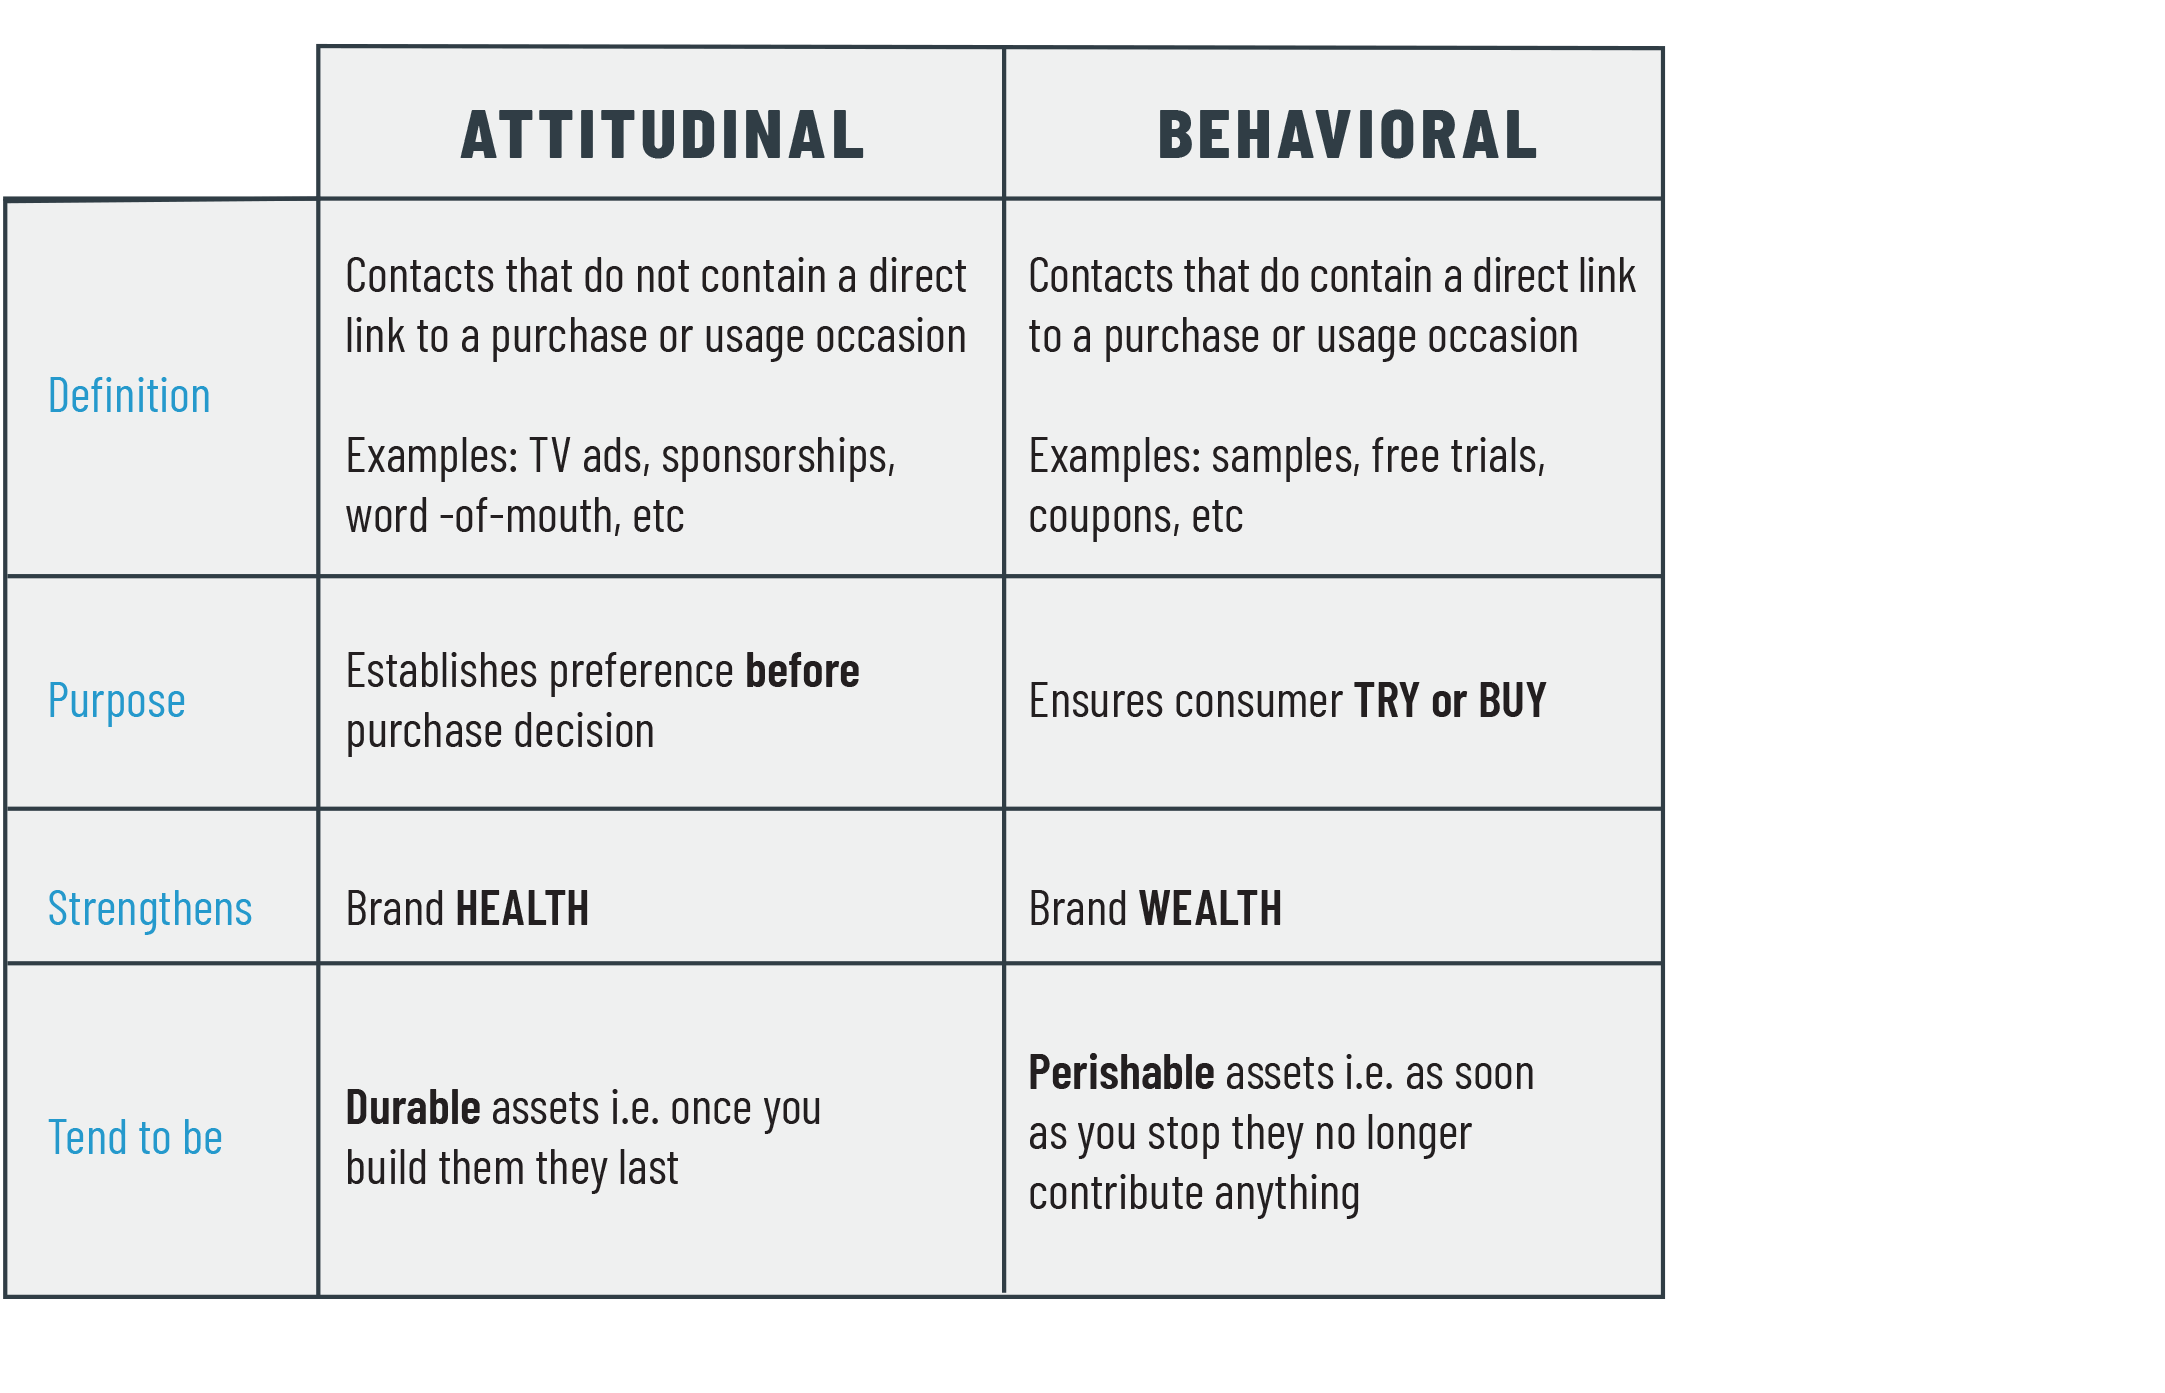 ATTITUDINAL
BEHAVIORAL
Definition
Contacts that do not contain a direct
link to a purchase or usage occasion
Examples: TV ads, sponsorships,
word -of-mouth, etc
Contacts that do contain a direct link
to a purchase or usage occasion
Examples: samples, free trials,
coupons, etc
Purpose
Establishes preference before
purchase decision
Ensures consumer TRY or BUY
Strengthens
Brand HEALTH
Brand WEALTH
Tend to be
Durable assets i.e. once you
build them they last
Perishable assets i.e. as soon
as you stop they no longer
contribute anything